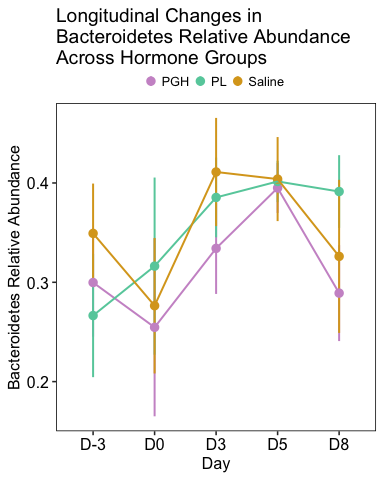 Longitudinal Changes in
Bacteroidetes Relative Abundance
Across Hormone Groups
PGH PL Saline
Bacteroidetes Relative Abundance
0.4
0.3
0.2
D-3 D0 D3 D5 D8
Day